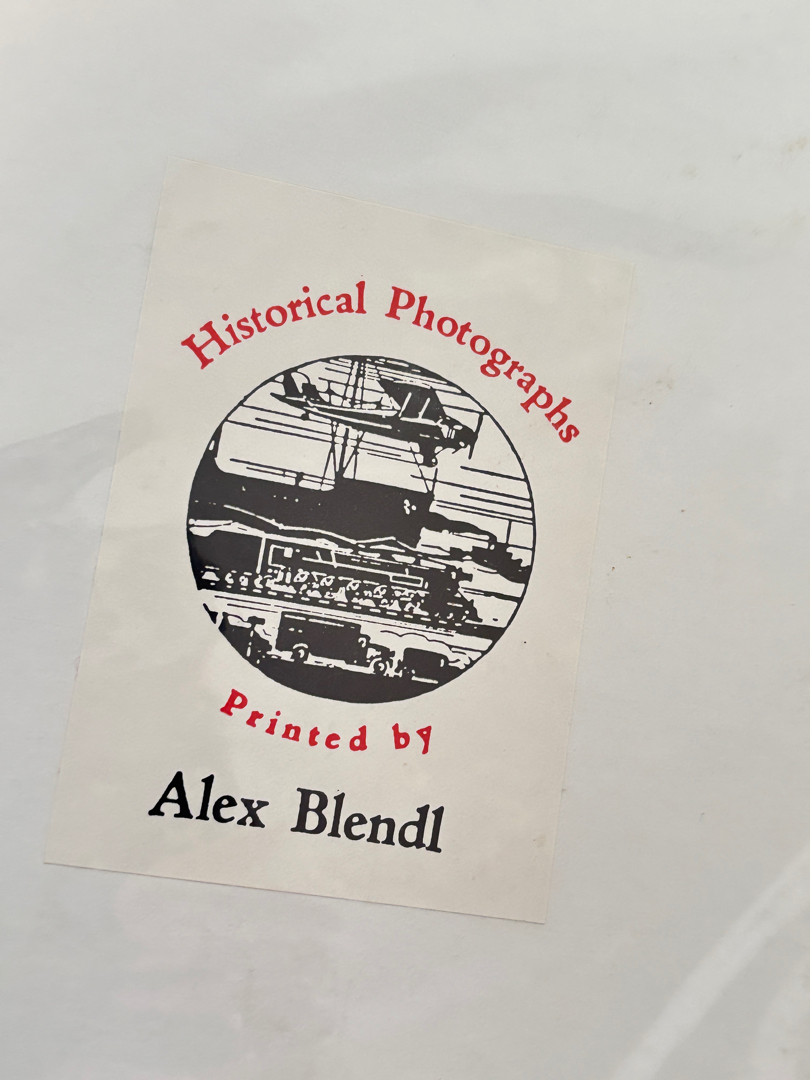 Historical Photographs
Printed by
Alex Blendl